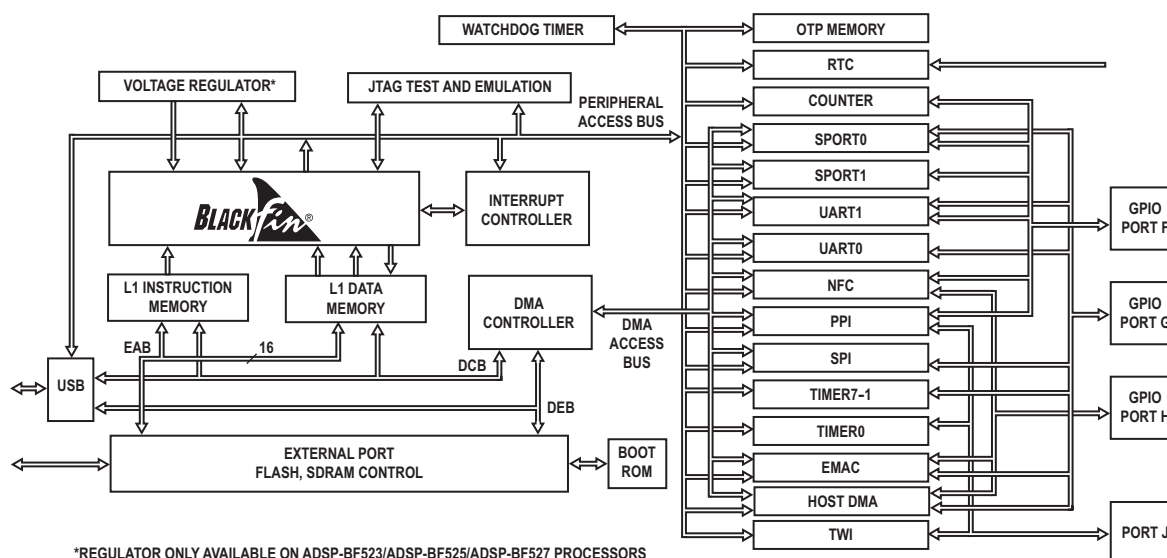 WATCHDOG TIMER
OTP MEMORY
RTC
VOLTAGE REGULATOR*
JTAG TEST AND EMULATION
PERIPHERAL
ACCESS BUS
COUNTER
SPORT0
SPORT1
BLACKfin®
INTERRUPT
CONTROLLER
UART1
GPIO
PORT F
UART0
L1 INSTRUCTION
MEMORY
L1 DATA
MEMORY
DMA
CONTROLLER
NFC
DMA
ACCESS
BUS
PPI
GPIO
PORT G
EAB
16
DCB
SPI
USB
DEB
TIMER7-1
GPIO
PORT H
TIMER0
EXTERNAL PORT
FLASH, SDRAM CONTROL
BOOT
ROM
EMAC
HOST DMA
TWI
PORT J
*REGULATOR ONLY AVAILABLE ON ADSP-BF523/ADSP-BF525/ADSP-BF527 PROCESSORS